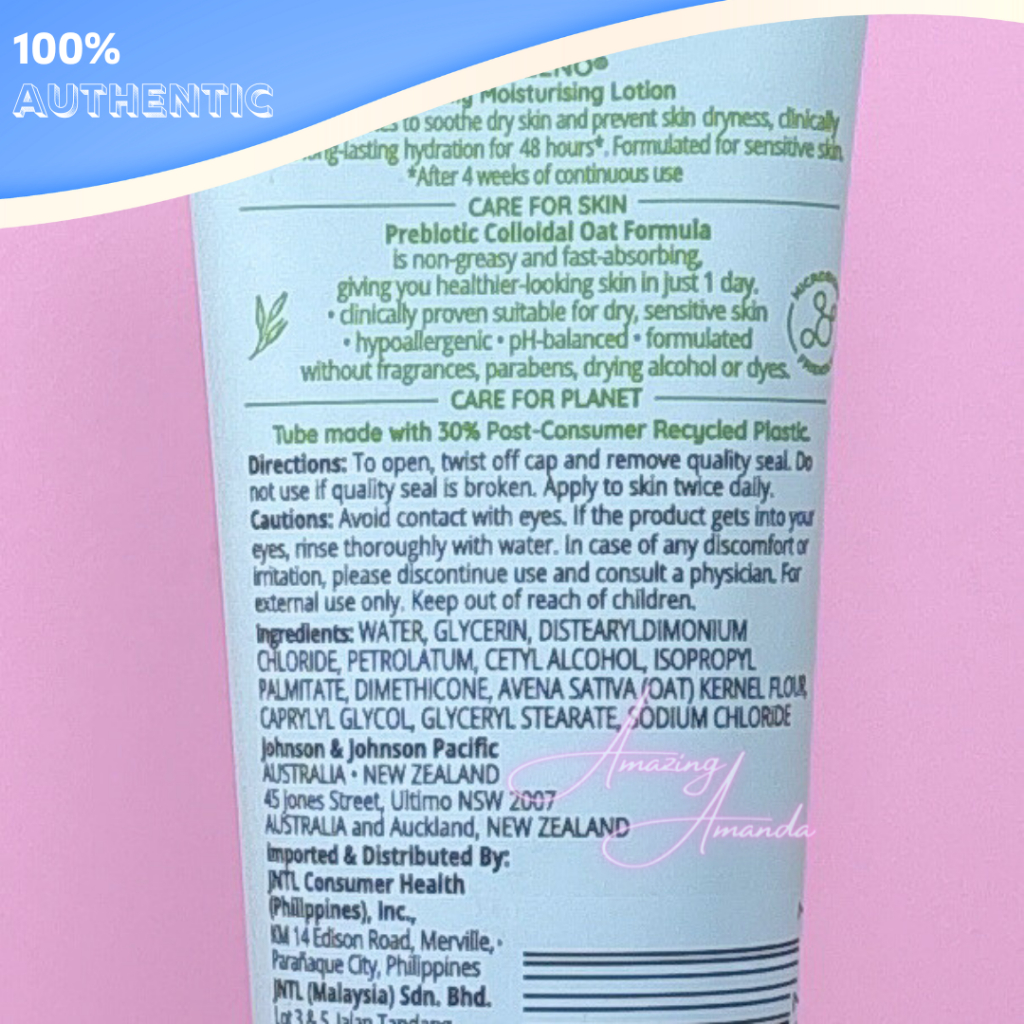 100%
AUTHENTIC
Moisturising Lotion
to soothe dry skin and prevent skin dryness, clinically
-lasting hydration for 48 hours*. Formulated for sensitive skin.
*After 4 weeks of continuous use
CARE FOR SKIN
Prebiotic Colloidal Oat Formula
is non-greasy and fast-absorbing,
giving you healthier-looking skin in just 1 day.
• clinically proven suitable for dry, sensitive skin
• hypoallergenic • pH-balanced • formulated
without fragrances, parabens, drying alcohol or dyes.
CARE FOR PLANET
Tube made with 30% Post-Consumer Recycled Plastic.
Directions: To open, twist off cap and remove quality seal. Do
not use if quality seal is broken. Apply to skin twice daily.
Cautions: Avoid contact with eyes. If the product gets into your
eyes, rinse thoroughly with water. In case of any discomfort or
irritation, please discontinue use and consult a physician. For
external use only. Keep out of reach of children.
Ingredients: WATER, GLYCERIN, DISTEARYLDIMONIUM
CHLORIDE, PETROLATUM, CETYL ALCOHOL, ISOPROPYL
PALMITATE, DIMETHICONE, AVENA SATIVA (OAT) KERNEL FLOUR,
CAPRYLYL GLYCOL, GLYCERYL STEARATE, SODIUM CHLORIDE
Johnson & Johnson Pacific
AUSTRALIA • NEW ZEALAND
45 Jones Street, Ultimo NSW 2007
AUSTRALIA and Auckland, NEW ZEALAND
Amazing
Amanda
Imported & Distributed By:
JNTL Consumer Health
(Philippines), Inc.,
KM 14 Edison Road, Merville,
Parañaque City, Philippines
JNTL (Malaysia) Sdn. Bhd.
Lot 3 & 5, Jalan Tandang